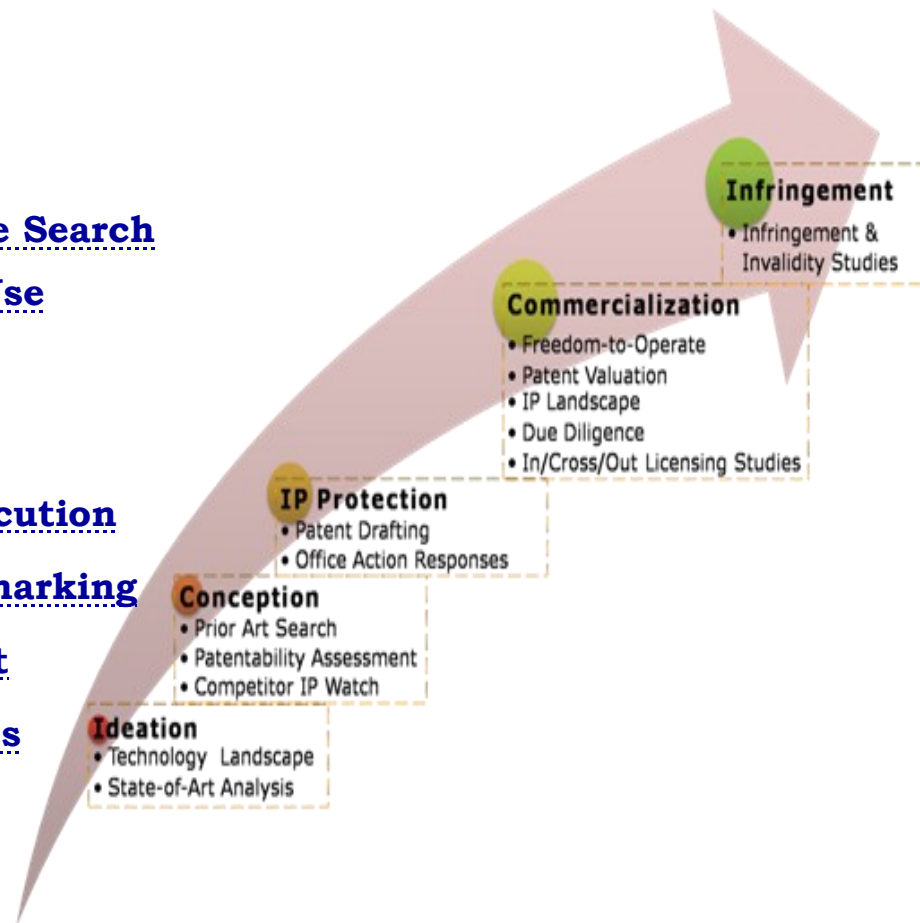 e Search
Use
cution
marking
t
s
Infringement
• Infringement &
Invalidity Studies
Commercialization
• Freedom-to-Operate
• Patent Valuation
• IP Landscape
• Due Diligence
• In/Cross/Out Licensing Studies
IP Protection
• Patent Drafting
• Office Action Responses
Conception
• Prior Art Search
• Patentability Assessment
• Competitor IP Watch
Ideation
• Technology Landscape
• State-of-Art Analysis